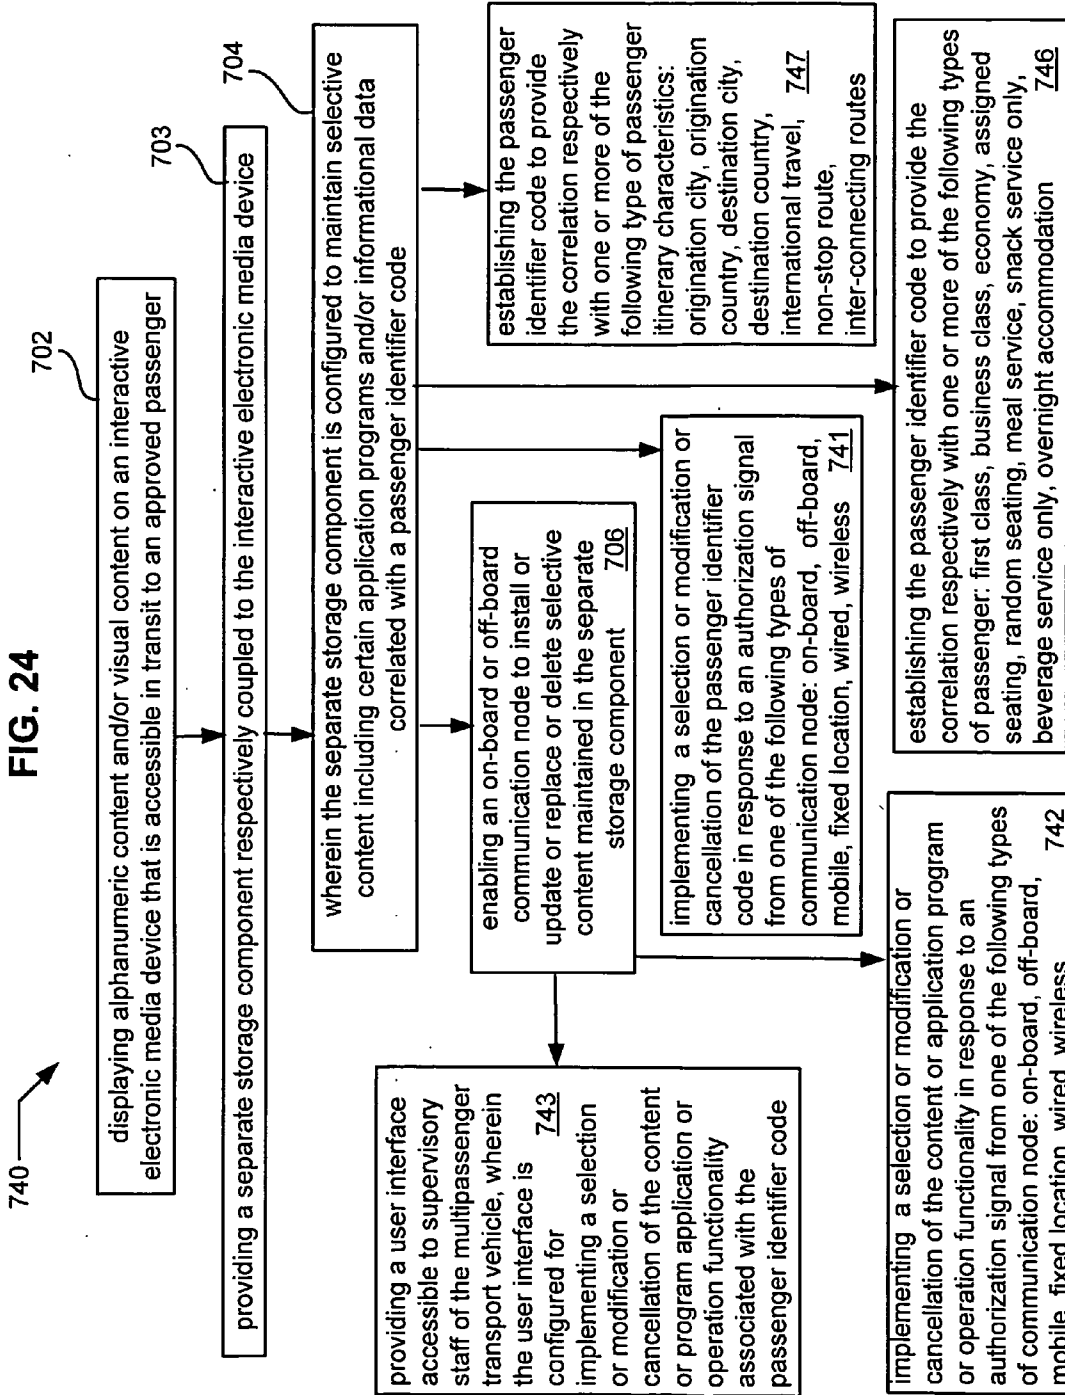 FIG. 24
740
702
displaying alphanumeric content and/or visual content on an interactive
electronic media device that is accessible in transit to an approved passenger
703
providing a separate storage component respectively coupled to the interactive electronic media device
704
wherein the separate storage component is configured to maintain selective
content including certain application programs and/or informational data
correlated with a passenger identifier code
enabling an on-board or off-board
communication node to install or
update or replace or delete selective
content maintained in the separate
storage component 706
providing a user interface
accessible to supervisory
staff of the multipassenger
transport vehicle, wherein
the user interface is
configured for 743
implementing a selection
or modification or
cancellation of the content
or program application or
operation functionality
associated with the
passenger identifier code
implementing a selection or modification or
cancellation of the passenger identifier
code in response to an authorization signal
from one of the following types of
communication node: on-board, off-board,
mobile, fixed location, wired, wireless 741
establishing the passenger
identifier code to provide
the correlation respectively
with one or more of the
following type of passenger
itinerary characteristics:
origination city, origination
country, destination city,
destination country,
international travel, 747
non-stop route,
inter-connecting routes
implementing a selection or modification or
cancellation of the content or application program
or operation functionality in response to an
authorization signal from one of the following types
of communication node: on-board, off-board, 742
mobile, fixed location, wired, wireless
establishing the passenger identifier code to provide the
correlation respectively with one or more of the following types
of passenger: first class, business class, economy, assigned
seating, random seating, meal service, snack service only,
beverage service only, overnight accommodation 746